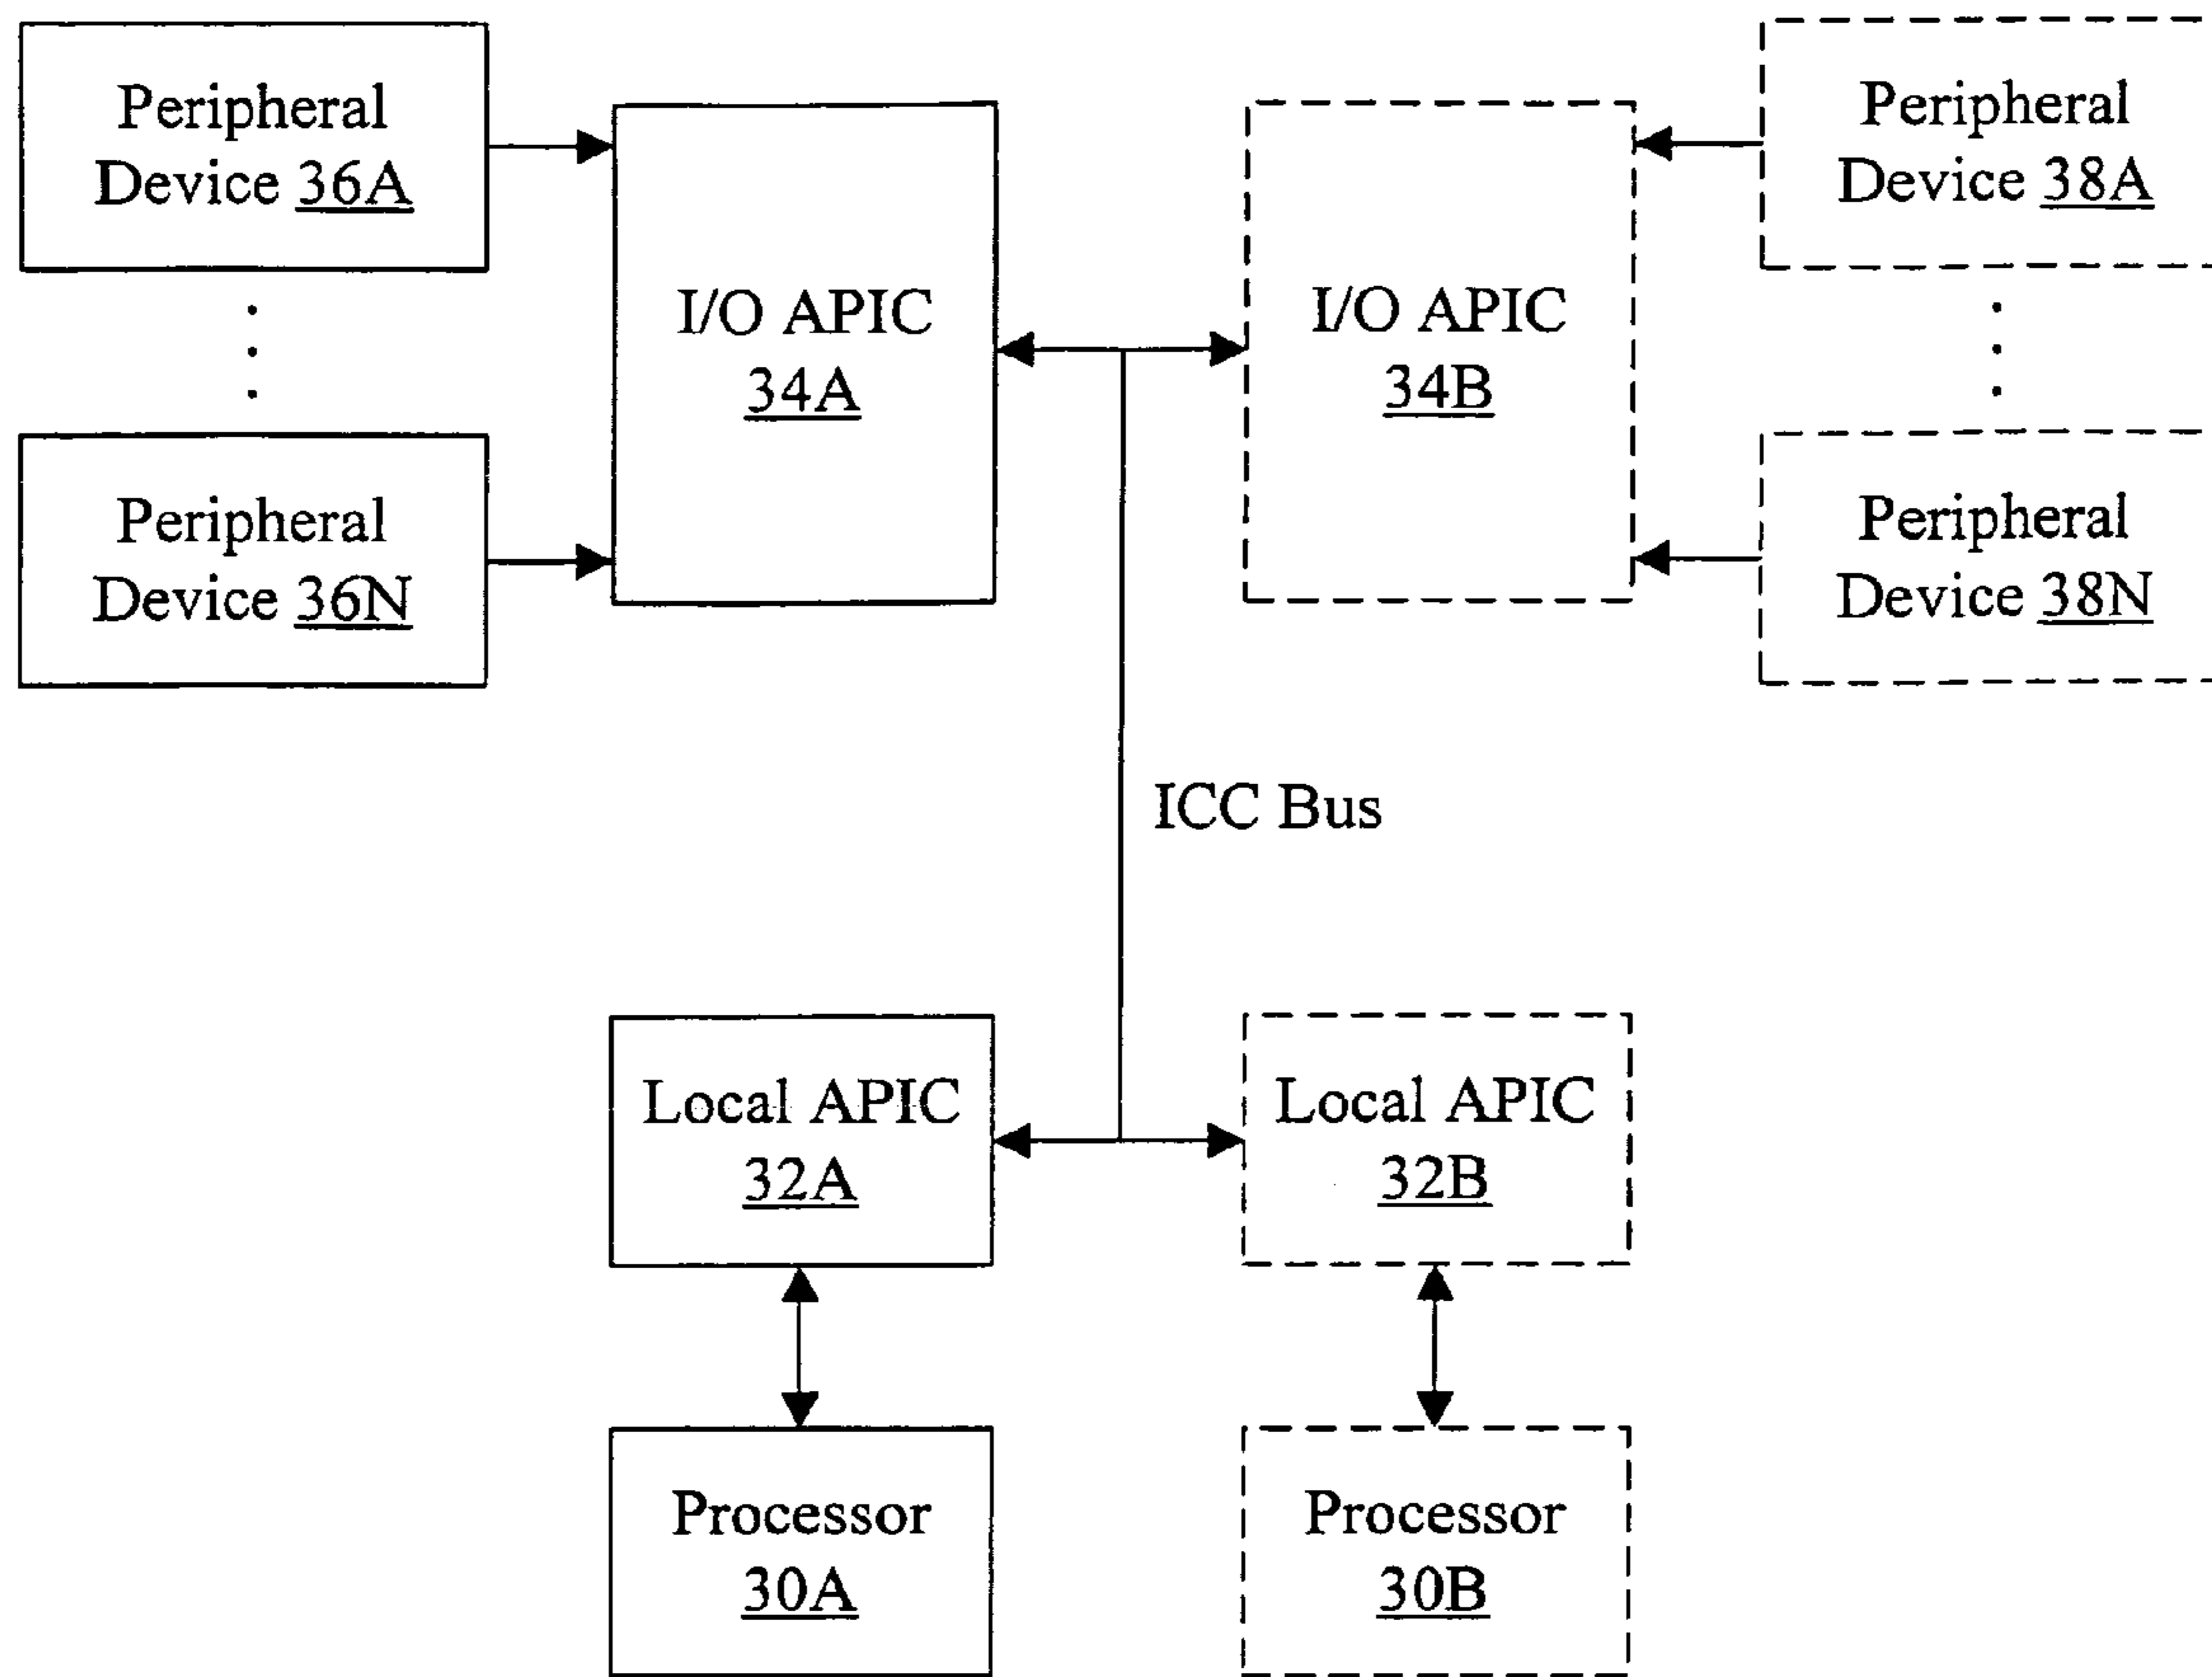 Peripheral
Device 36A
Peripheral
Device 36N
I/O APIC
34A
I/O APIC
34B
Peripheral
Device 38A
Peripheral
Device 38N
ICC Bus
Local APIC
32A
Local APIC
32B
Processor
30A
Processor
30B